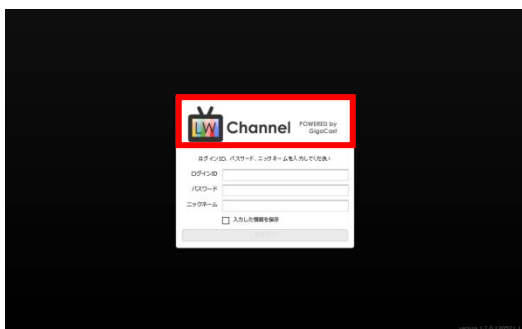 LW Channel POWERED by
GigaCast
ログインID、パスワード、ニックネームを入力してください
ログインID
パスワード
ニックネーム
入力した情報を保存